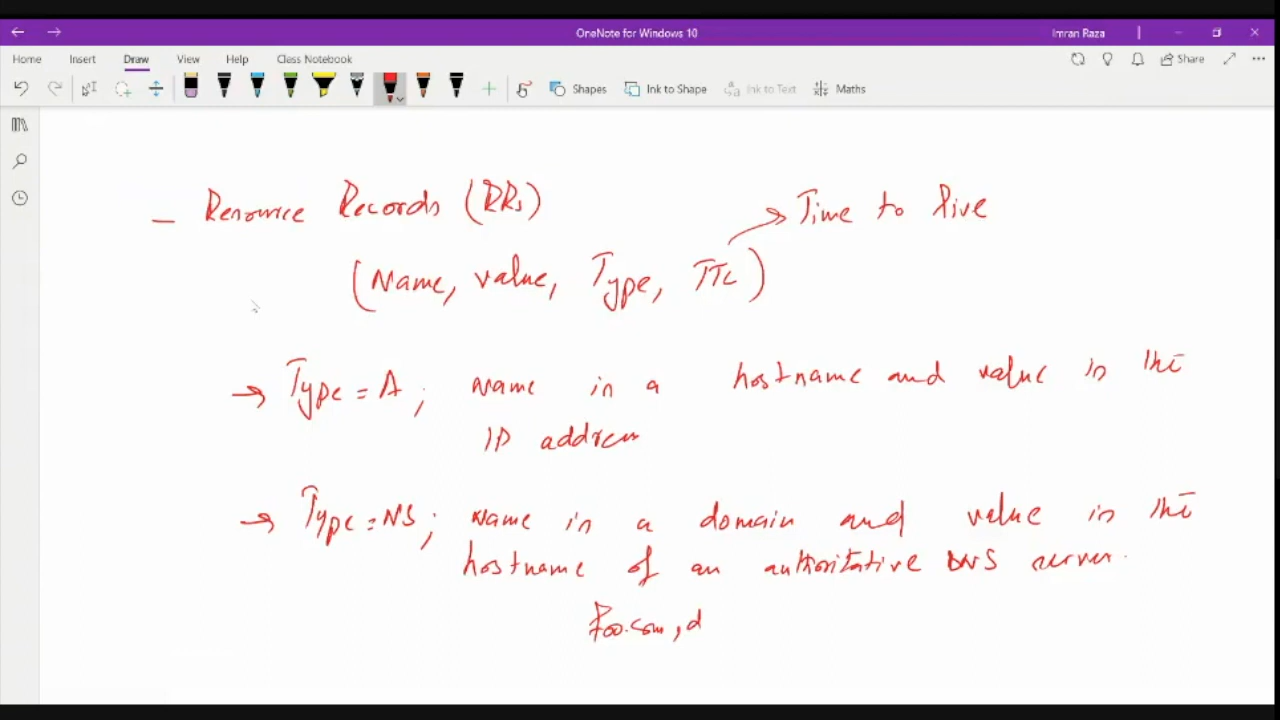 OneNote for Windows 10
Imran Raza
Home Insert Draw View Help Class Notebook
Share
Shapes Ink to Shape Ink to Text Maths
– Resource Records (RRs)
Time to live
(Name, value, Type, TTL)
→ Type = A; Name is a hostname and value is the
IP address
→ Type = NS; Name is a domain and value is the
hostname of an authoritative DNS server.
Foo.com, d